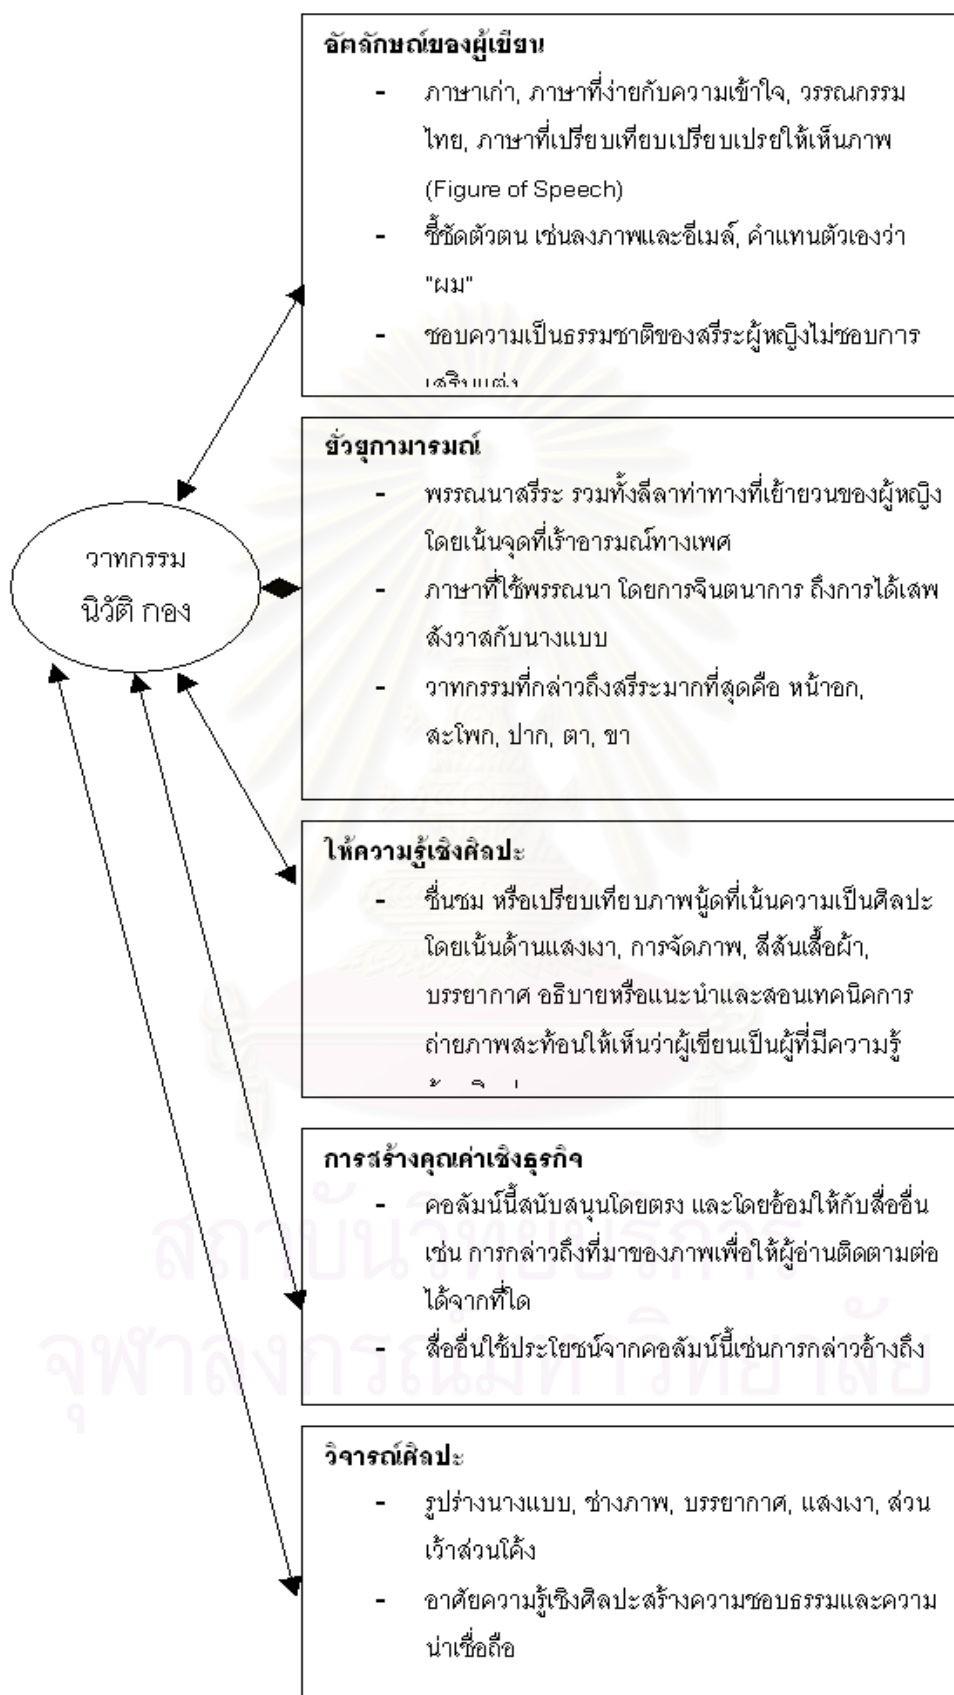 อัตลักษณ์ของผู้เขียน
- ภาษาเก่า, ภาษาที่ง่ายกับความเข้าใจ, วรรณกรรม
ไทย, ภาษาที่เปรียบเทียบเปรียบเปรยให้เห็นภาพ
(Figure of Speech)
- ชี้ชัดตัวตน เช่นลงภาพและอีเมล์, คำแทนตัวเองว่า
"ผม"
- ชอบความเป็นธรรมชาติของสรีระผู้หญิงไม่ชอบการ
เสริมแต่ง
วาทกรรม
นิวัติ กอง
ยั่วยุกามารมณ์
- พรรณนาสรีระ รวมทั้งลีลาท่าทางที่เย้ายวนของผู้หญิง
โดยเน้นจุดที่เร้าอารมณ์ทางเพศ
- ภาษาที่ใช้พรรณนา โดยการจินตนาการ ถึงการได้เสพ
สังวาสกับนางแบบ
- วาทกรรมที่กล่าวถึงสรีระมากที่สุดคือ หน้าอก,
สะโพก, ปาก, ตา, ขา
ให้ความรู้เชิงศิลปะ
- ชื่นชม หรือเปรียบเทียบภาพนู้ดที่เน้นความเป็นศิลปะ
โดยเน้นด้านแสงเงา, การจัดภาพ, สีสันเสื้อผ้า,
บรรยากาศ อธิบายหรือแนะนำและสอนเทคนิคการ
ถ่ายภาพสะท้อนให้เห็นว่าผู้เขียนเป็นผู้ที่มีความรู้
การสร้างคุณค่าเชิงธุรกิจ
- คอลัมน์นี้สนับสนุนโดยตรง และโดยอ้อมให้กับสื่ออื่น
เช่น การกล่าวถึงที่มาของภาพเพื่อให้ผู้อ่านติดตามต่อ
ได้จากที่ใด
- สื่ออื่นใช้ประโยชน์จากคอลัมน์นี้เช่นการกล่าวอ้างถึง
วิจารณ์ศิลปะ
- รูปร่างนางแบบ, ช่างภาพ, บรรยากาศ, แสงเงา, ส่วน
เว้าส่วนโค้ง
- อาศัยความรู้เชิงศิลปะสร้างความชอบธรรมและความ
น่าเชื่อถือ
สถาบันวิทยบริการ
จุฬาลงกรณ์มหาวิทยาลัย